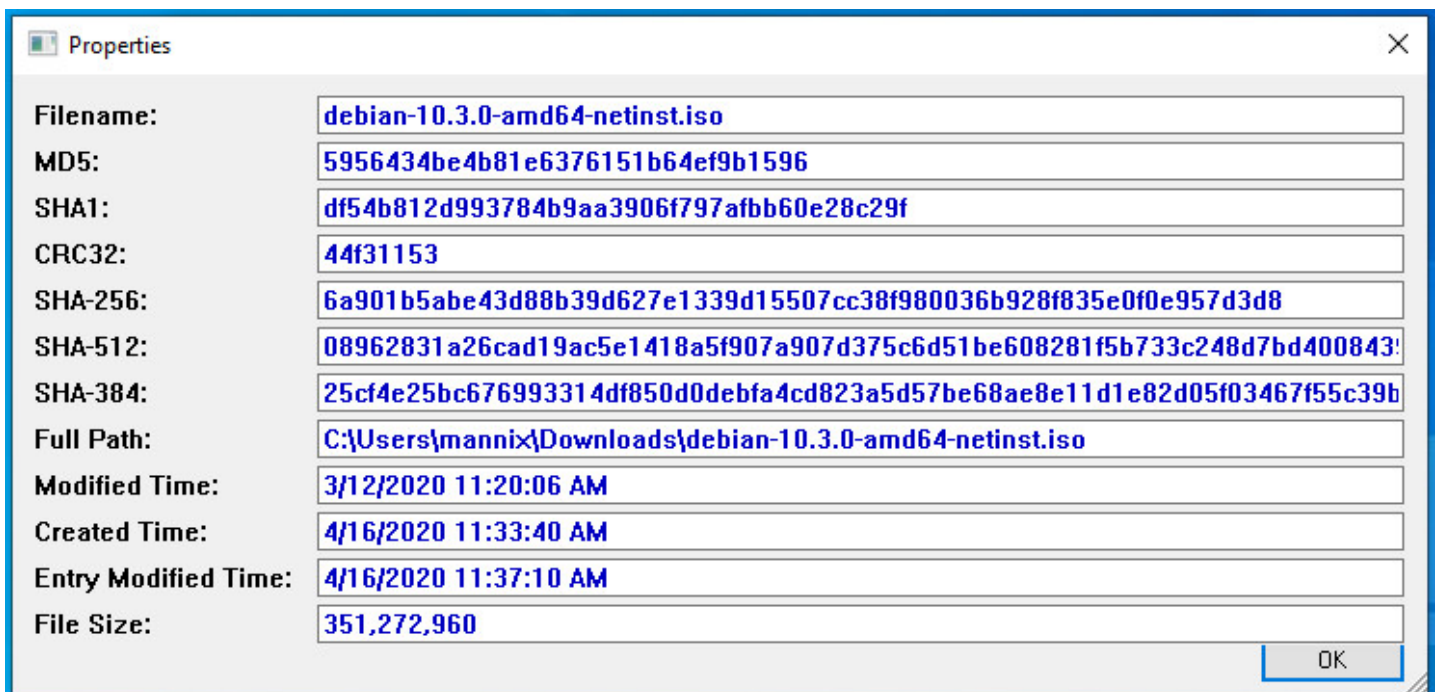 Properties
Filename: debian-10.3.0-amd64-netinst.iso
MD5: 5956434be4b81e6376151b64ef9b1596
SHA1: df54b812d993784b9aa3906f797afbb60e28c29f
CRC32: 44f31153
SHA-256: 6a901b5abe43d88b39d627e1339d15507cc38f980036b928f835e0f0e957d3d8
SHA-512: 08962831a26cad19ac5e1418a5f907a907d375c6d51be608281f5b733c248d7bd4008439
SHA-384: 25cf4e25bc676993314df850d0debfa4cd823a5d57be68ae8e11d1e82d05f03467f55c39b
Full Path: C:\Users\mannix\Downloads\debian-10.3.0-amd64-netinst.iso
Modified Time: 3/12/2020 11:20:06 AM
Created Time: 4/16/2020 11:33:40 AM
Entry Modified Time: 4/16/2020 11:37:10 AM
File Size: 351,272,960
OK